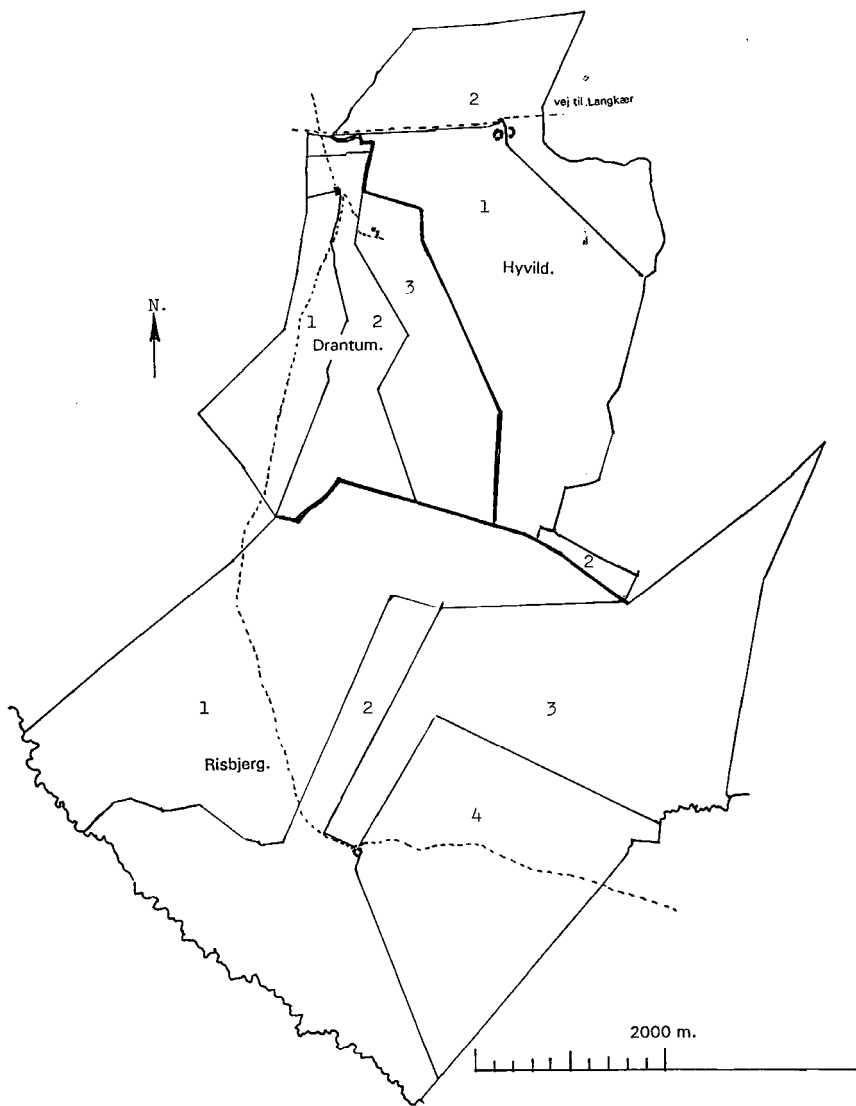 2
vej til Langkær
1
Hyvild.
3
N.
1 2
Drantum.
2
1 2 3
Risbjerg.
4
2000 m.